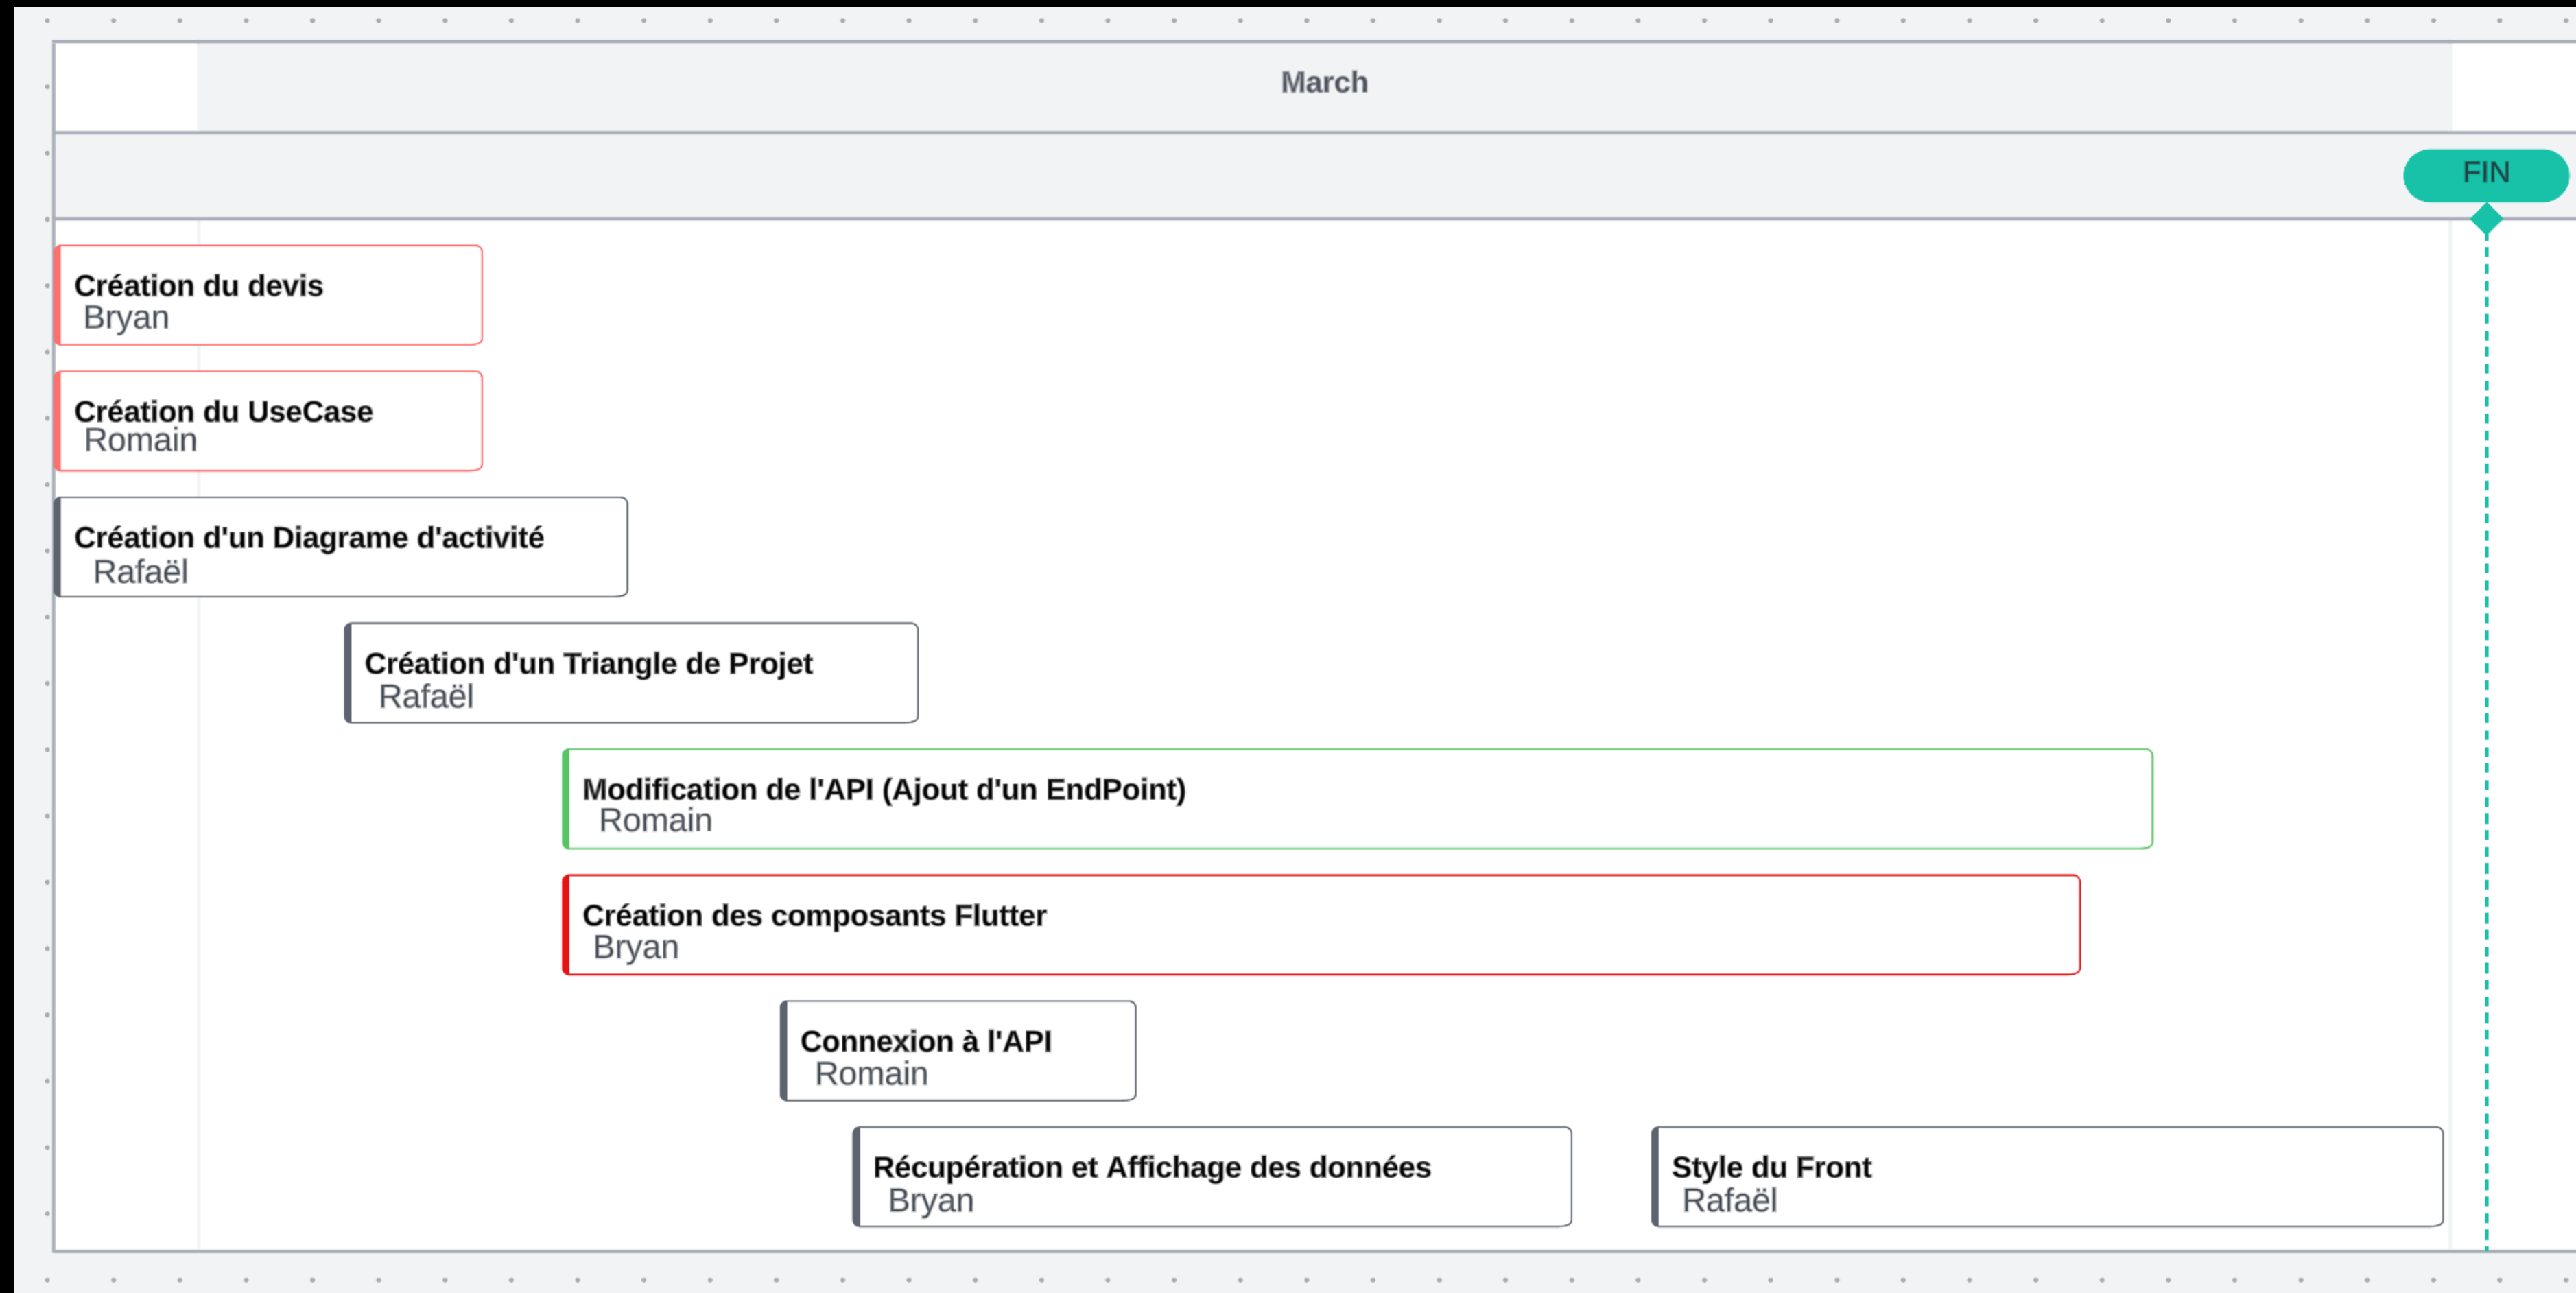 March
FIN
Création du devis
Bryan
Création du UseCase
Romain
Création d'un Diagrame d'activité
Rafaël
Création d'un Triangle de Projet
Rafaël
Modification de l'API (Ajout d'un EndPoint)
Romain
Création des composants Flutter
Bryan
Connexion à l'API
Romain
Récupération et Affichage des données
Bryan
Style du Front
Rafaël